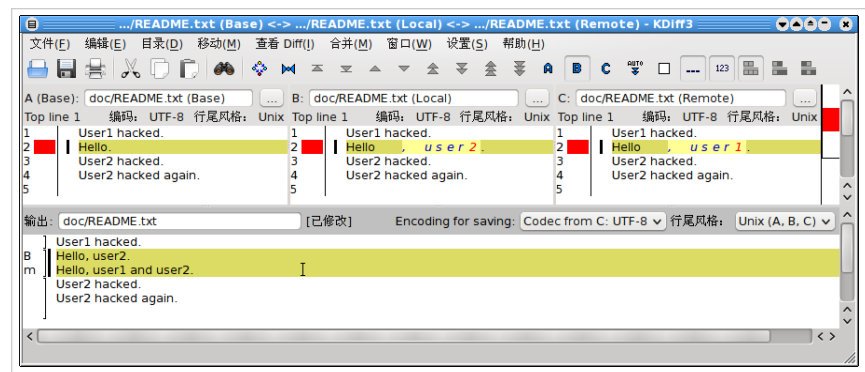 .../README.txt (Base) <-> .../README.txt (Local) <-> .../README.txt (Remote) - KDiff3
文件(F) 编辑(E) 目录(D) 移动(M) 查看 Diff(I) 合并(M) 窗口(W) 设置(S) 帮助(H)
A B C AUTO 123
A (Base): doc/README.txt (Base) ... B: doc/README.txt (Local) ... C: doc/README.txt (Remote) ...
Top line 1 编码: UTF-8 行尾风格: Unix Top line 1 编码: UTF-8 行尾风格: Unix Top line 1 编码: UTF-8 行尾风格: Unix
1 User1 hacked. 1 User1 hacked. 1 User1 hacked.
2 Hello. 2 Hello , user2. 2 Hello , user1.
3 User2 hacked. 3 User2 hacked. 3 User2 hacked.
4 User2 hacked again. 4 User2 hacked again. 4 User2 hacked again.
5 5 5
输出: doc/README.txt [已修改] Encoding for saving: Codec from C: UTF-8 行尾风格: Unix (A, B, C)
User1 hacked.
B Hello, user2.
m Hello, user1 and user2.
User2 hacked.
User2 hacked again.